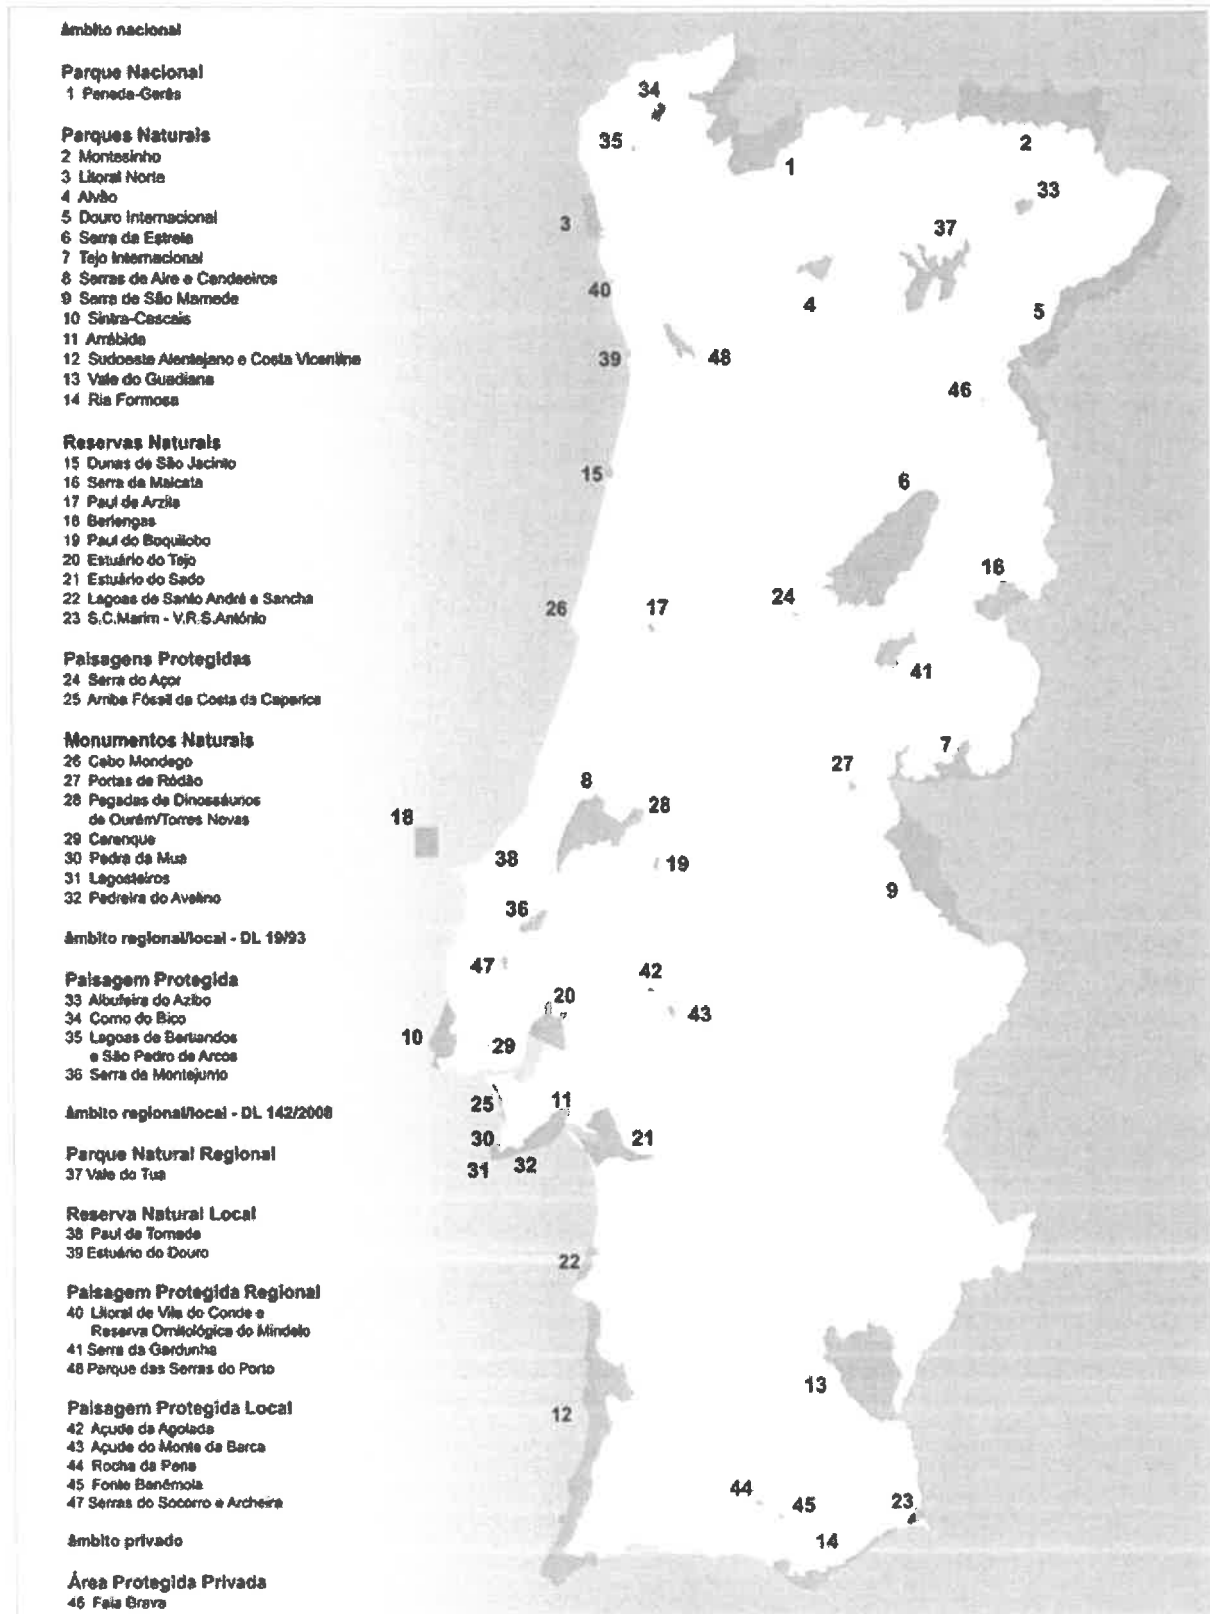 âmbito nacional
Parque Nacional
1 Peneda-Gerês
Parques Naturais
2 Montesinho
3 Litoral Norte
4 Alvão
5 Douro Internacional
6 Serra da Estrela
7 Tejo Internacional
8 Serras de Aire e Candeeiros
9 Serra de São Mamede
10 Sintra-Cascais
11 Arrábida
12 Sudoeste Alentejano e Costa Vicentina
13 Vale do Guadiana
14 Ria Formosa
Reservas Naturais
15 Dunas de São Jacinto
16 Serra da Malcata
17 Paul de Arzila
18 Berlengas
19 Paul do Boquilobo
20 Estuário do Tejo
21 Estuário do Sado
22 Lagoas de Santo André e Sancha
23 S.C.Marim - V.R.S.António
Paisagens Protegidas
24 Serra do Açor
25 Arriba Fóssil da Costa da Caparica
Monumentos Naturais
26 Cabo Mondego
27 Portas de Ródão
28 Pegadas de Dinossáurios
de Ourém/Torres Novas
29 Carenque
30 Pedra da Mua
31 Lagosteiros
32 Pedreira do Avelino
âmbito regional/local - DL 19/93
Paisagem Protegida
33 Albufeira do Azibo
34 Corno do Bico
35 Lagoas de Bertiandos
e São Pedro de Arcos
36 Serra de Montejunto
âmbito regional/local - DL 142/2008
Parque Natural Regional
37 Vale do Tua
Reserva Natural Local
38 Paul de Tornada
39 Estuário do Douro
Paisagem Protegida Regional
40 Litoral de Vila do Conde e
Reserva Ornitológica do Mindelo
41 Serra da Gardunha
48 Parque das Serras do Porto
Paisagem Protegida Local
42 Açude da Agolada
43 Açude do Monte da Barca
44 Rocha da Pena
45 Fonte Benémola
47 Serras do Socorro e Archeira
âmbito privado
Área Protegida Privada
46 Faia Brava
34
35
1
2
33
3
37
40
4
5
39
48
46
15
6
16
26
17
24
41
7
27
8
28
18
38
19
9
36
47
42
20
43
10
29
25
11
30
21
31
32
22
13
12
44
45
23
14